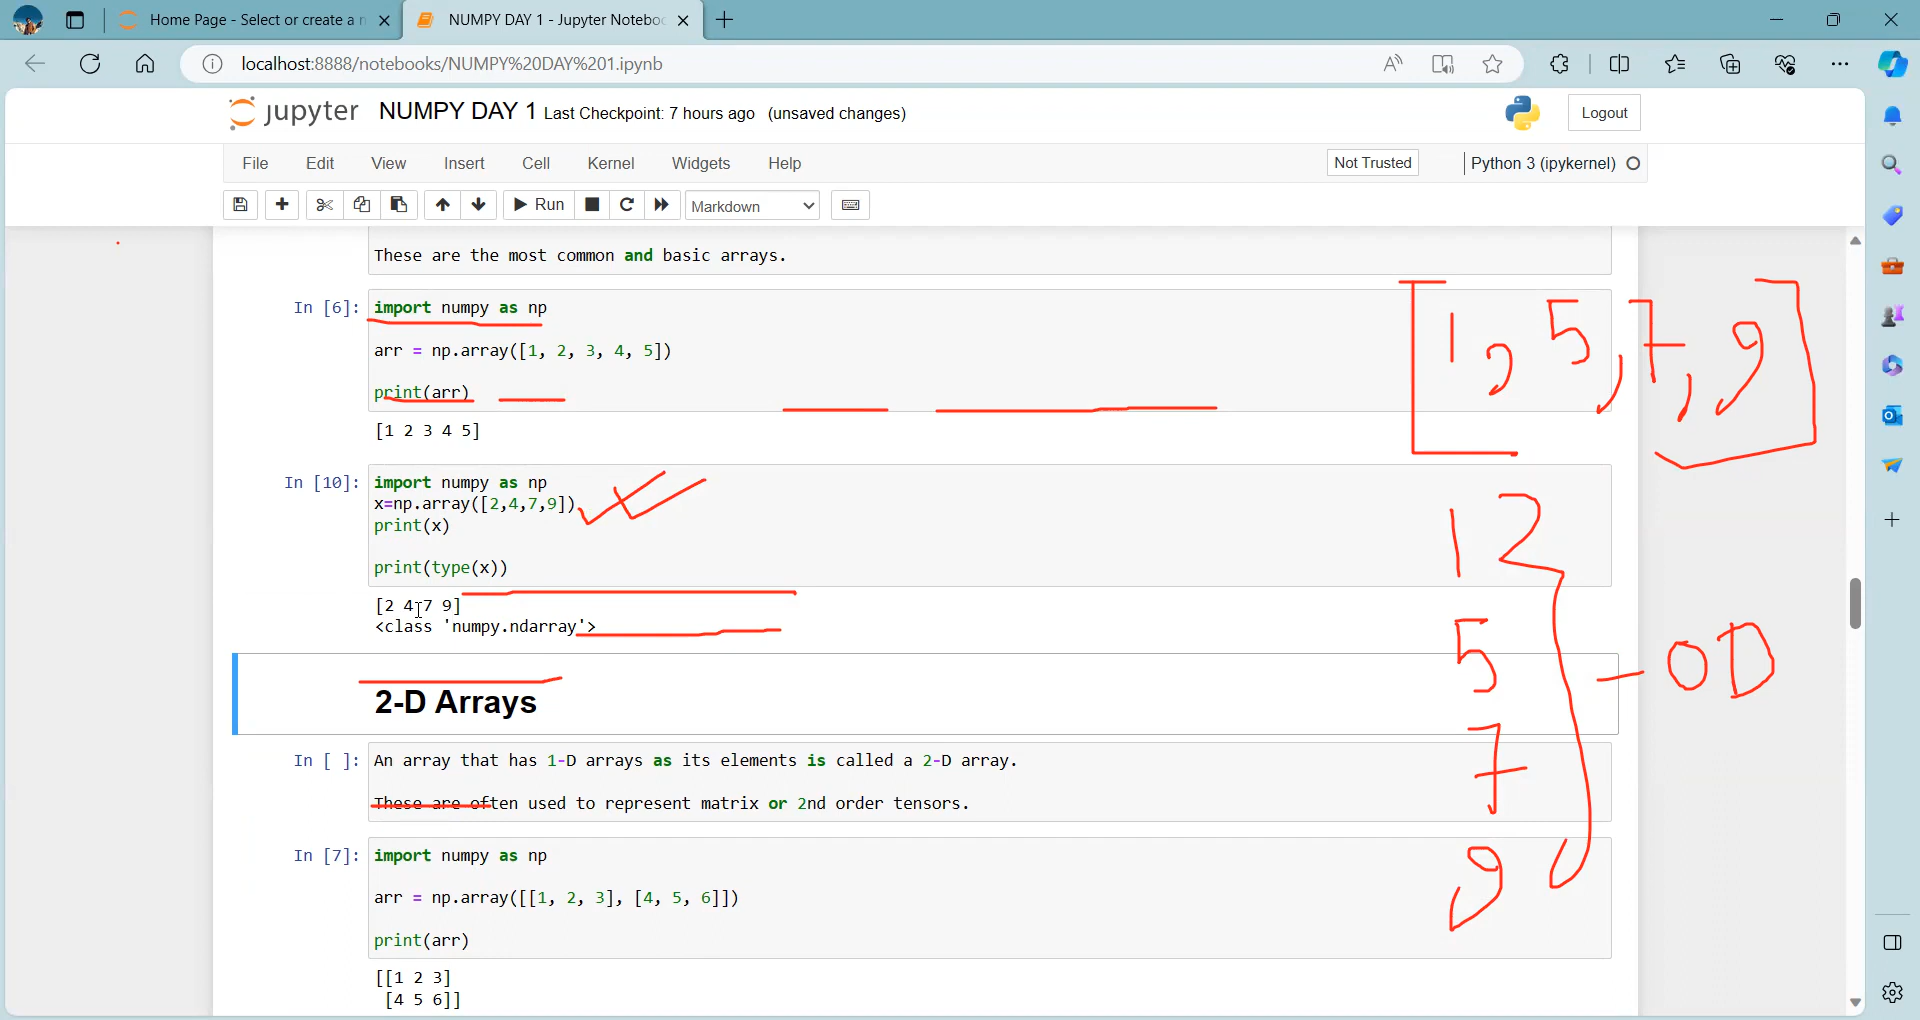 Home Page - Select or create a n
NUMPY DAY 1 - Jupyter Noteboo
localhost:8888/notebooks/NUMPY%20DAY%201.ipynb
jupyter NUMPY DAY 1 Last Checkpoint: 7 hours ago (unsaved changes)
Logout
File Edit View Insert Cell Kernel Widgets Help
Not Trusted
Python 3 (ipykernel)
Run
Markdown
These are the most common and basic arrays.
In [6]: import numpy as np
arr = np.array([1, 2, 3, 4, 5])
print(arr)
[1 2 3 4 5]
[1, 5, 7, 9]
In [10]: import numpy as np
x=np.array([2,4,7,9])
print(x)
print(type(x))
[2 4 7 9]
<class 'numpy.ndarray'>
12
5
7
9
- 0D
2-D Arrays
In [ ]: An array that has 1-D arrays as its elements is called a 2-D array.
These are often used to represent matrix or 2nd order tensors.
In [7]: import numpy as np
arr = np.array([[1, 2, 3], [4, 5, 6]])
print(arr)
[[1 2 3]
[4 5 6]]